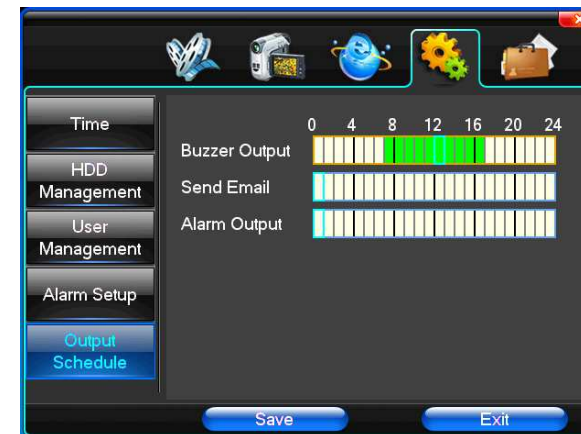 Time
HDD
Management
User
Management
Alarm Setup
Output
Schedule
0 4 8 12 16 20 24
Buzzer Output
Send Email
Alarm Output
Save
Exit